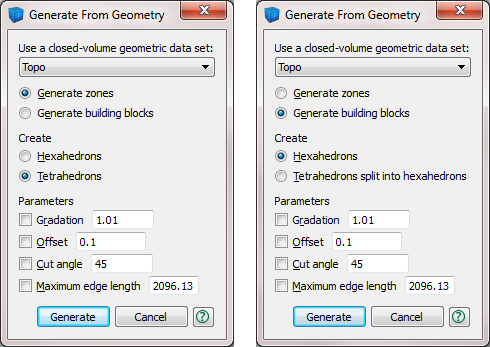 Generate From Geometry
Use a closed-volume geometric data set:
Topo
Generate zones
Generate building blocks
Create
Hexahedrons
Tetrahedrons
Parameters
Gradation 1.01
Offset 0.1
Cut angle 45
Maximum edge length 2096.13
Generate Cancel ?
Generate From Geometry
Use a closed-volume geometric data set:
Topo
Generate zones
Generate building blocks
Create
Hexahedrons
Tetrahedrons split into hexahedrons
Parameters
Gradation 1.01
Offset 0.1
Cut angle 45
Maximum edge length 2096.13
Generate Cancel ?